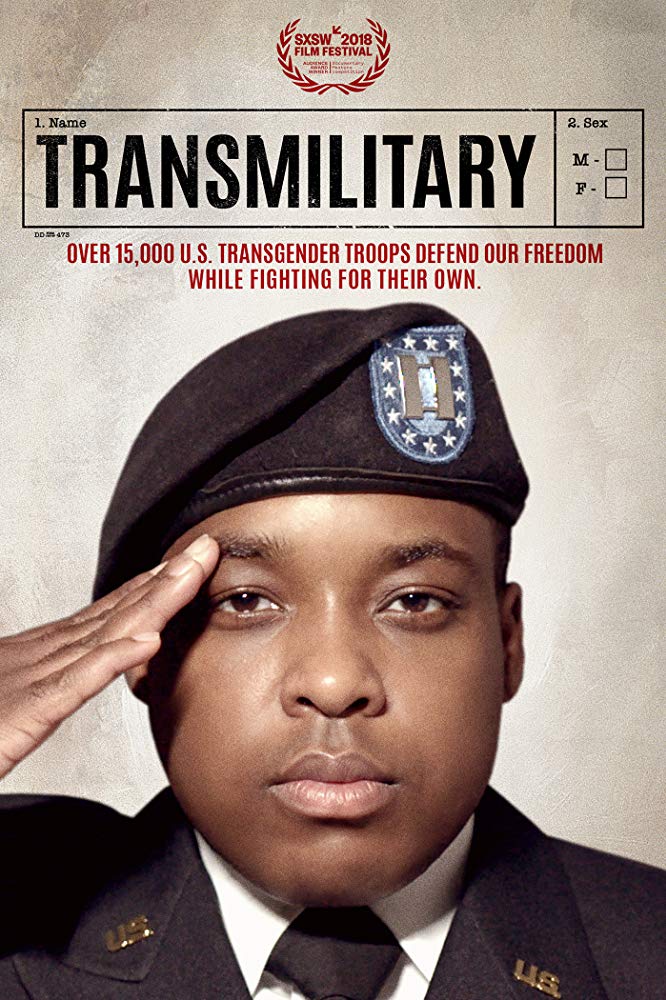 SXSW 2018
FILM FESTIVAL
AUDIENCE AWARD WINNER
Documentary Feature Competition
1. Name
TRANSMILITARY
2. Sex
M -
F -
OVER 15,000 U.S. TRANSGENDER TROOPS DEFEND OUR FREEDOM
WHILE FIGHTING FOR THEIR OWN.
U.S.
U.S.